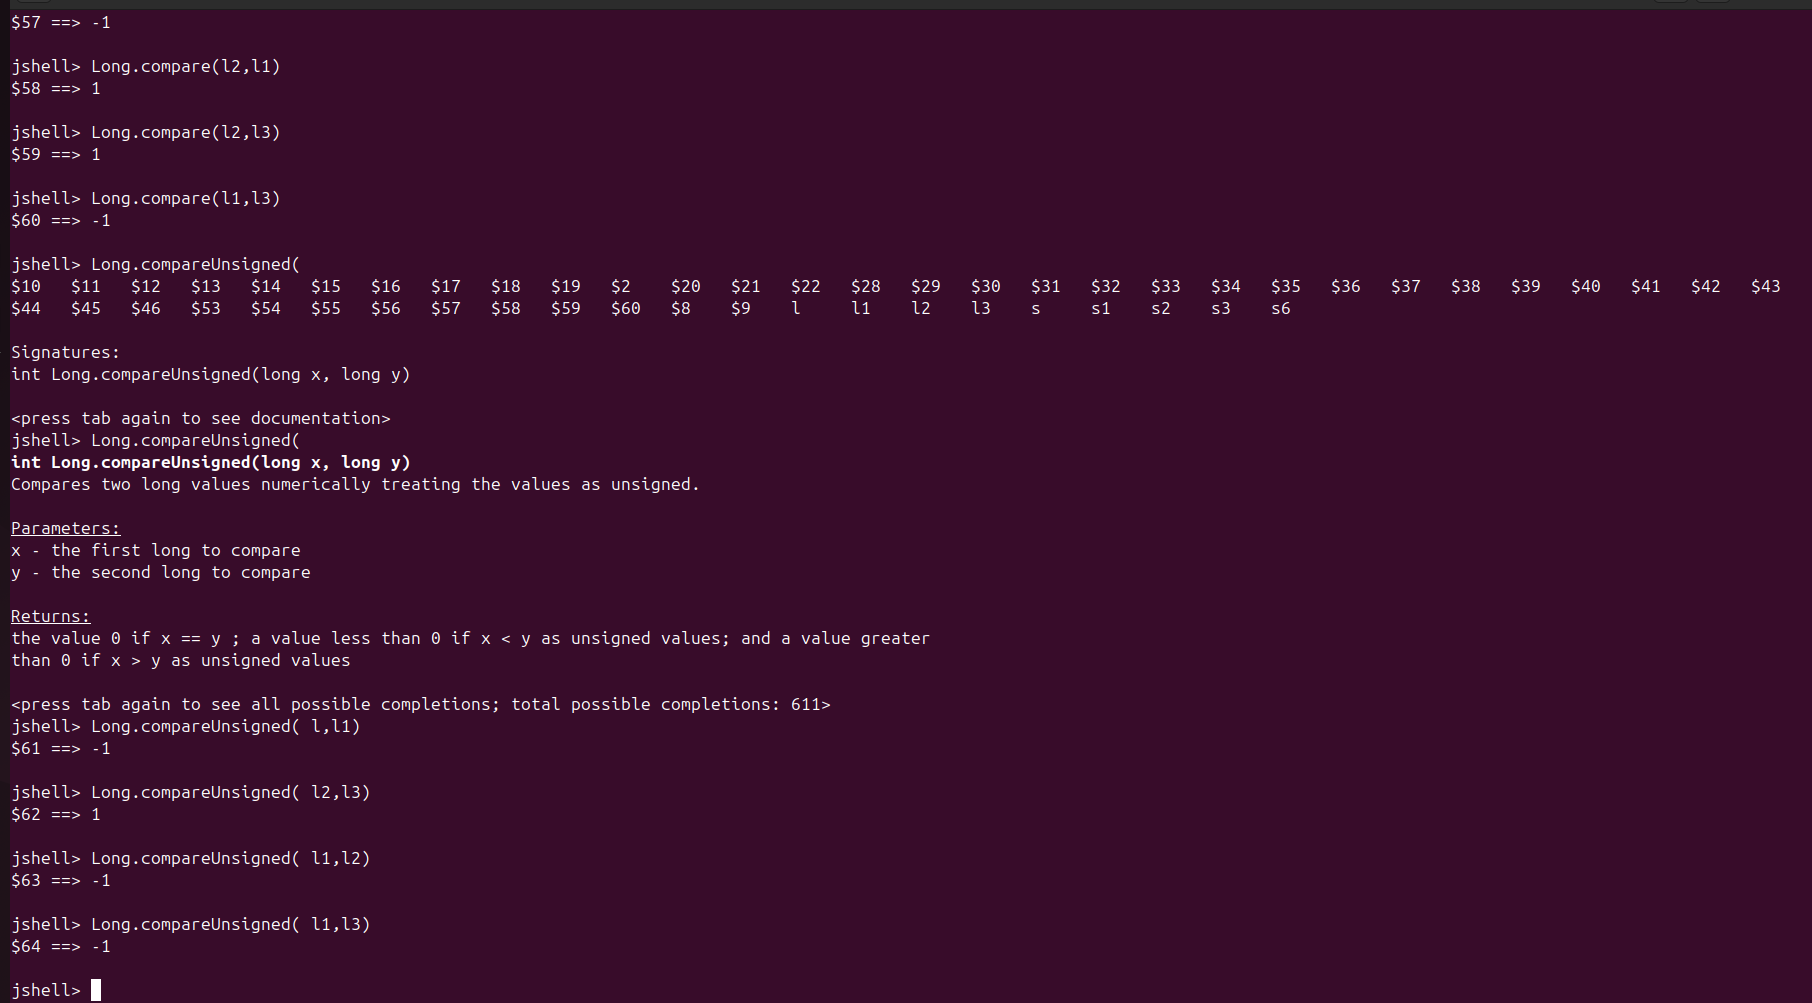 $57 ==> -1
jshell> Long.compare(l2,l1)
$58 ==> 1
jshell> Long.compare(l2,l3)
$59 ==> 1
jshell> Long.compare(l1,l3)
$60 ==> -1
jshell> Long.compareUnsigned(
$10 $11 $12 $13 $14 $15 $16 $17 $18 $19 $2 $20 $21 $22 $28 $29 $30 $31 $32 $33 $34 $35 $36 $37 $38 $39 $40 $41 $42 $43
$44 $45 $46 $53 $54 $55 $56 $57 $58 $59 $60 $8 $9 l l1 l2 l3 s s1 s2 s3 s6
Signatures:
int Long.compareUnsigned(long x, long y)
<press tab again to see documentation>
jshell> Long.compareUnsigned(
int Long.compareUnsigned(long x, long y)
Compares two long values numerically treating the values as unsigned.
Parameters:
x - the first long to compare
y - the second long to compare
Returns:
the value 0 if x == y ; a value less than 0 if x < y as unsigned values; and a value greater
than 0 if x > y as unsigned values
<press tab again to see all possible completions; total possible completions: 611>
jshell> Long.compareUnsigned( l,l1)
$61 ==> -1
jshell> Long.compareUnsigned( l2,l3)
$62 ==> 1
jshell> Long.compareUnsigned( l1,l2)
$63 ==> -1
jshell> Long.compareUnsigned( l1,l3)
$64 ==> -1
jshell>